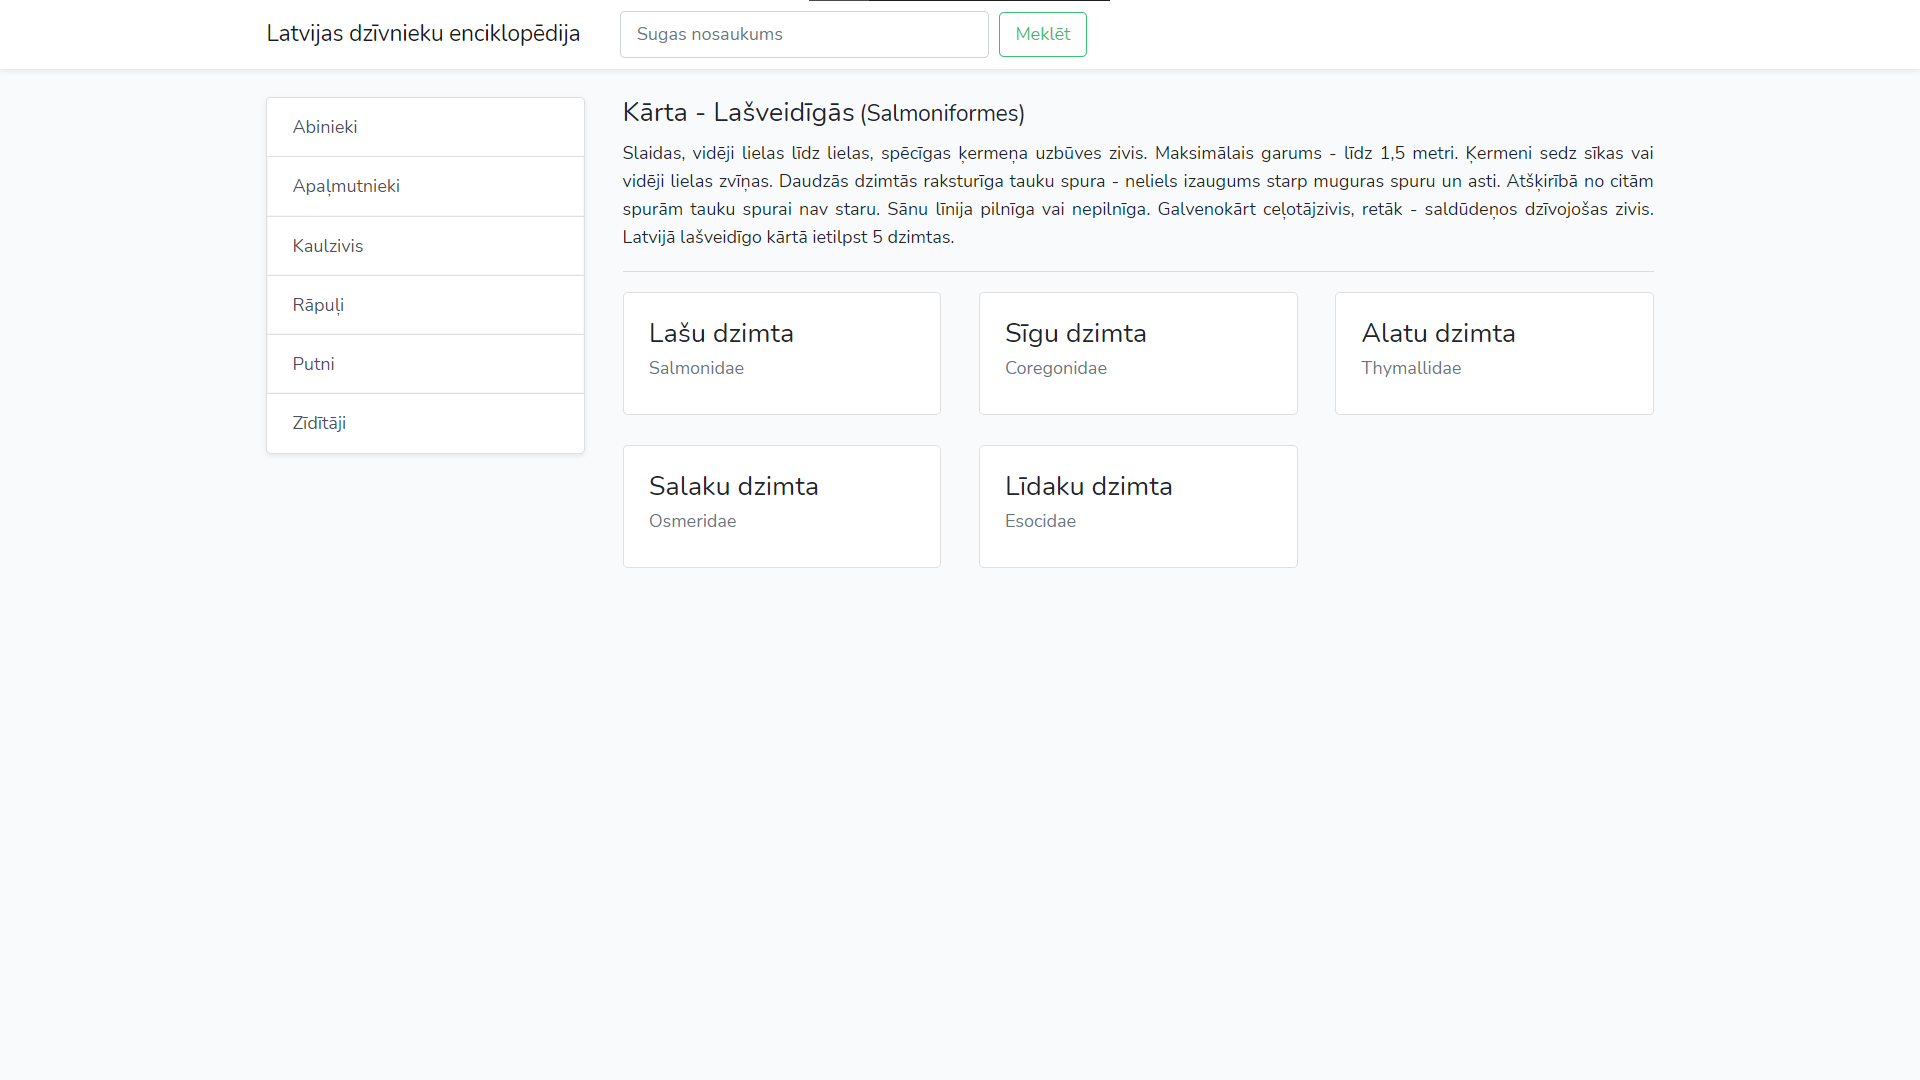 Latvijas dzīvnieku enciklopēdija
Sugas nosaukums
Meklēt
Abinieki
Apaļmutnieki
Kaulzivis
Rāpuļi
Putni
Zīdītāji
Kārta - Lašveidīgās (Salmoniformes)
Slaidas, vidēji lielas līdz lielas, spēcīgas ķermeņa uzbūves zivis. Maksimālais garums - līdz 1,5 metri. Ķermeni sedz sīkas vai
vidēji lielas zvīņas. Daudzās dzimtās raksturīga tauku spura - neliels izaugums starp muguras spuru un asti. Atšķirībā no citām
spurām tauku spurai nav staru. Sānu līnija pilnīga vai nepilnīga. Galvenokārt ceļotājzivis, retāk - saldūdeņos dzīvojošas zivis.
Latvijā lašveidīgo kārtā ietilpst 5 dzimtas.
Lašu dzimta
Salmonidae
Sīgu dzimta
Coregonidae
Alatu dzimta
Thymallidae
Salaku dzimta
Osmeridae
Līdaku dzimta
Esocidae